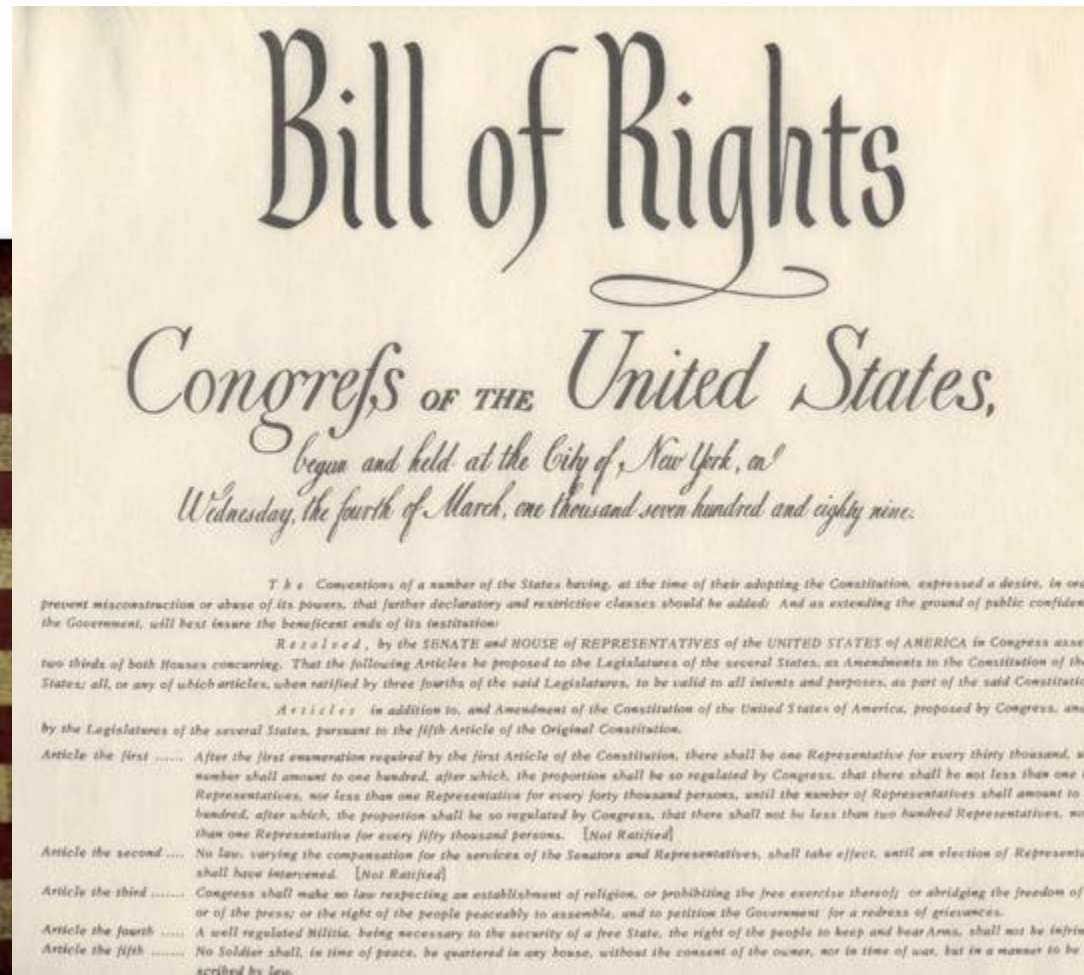 Bill of Rights
Congreſs OF THE United States,
begun and held at the City of New York, on
Wednesday, the fourth of March, one thousand seven hundred and eighty nine.
The Conventions of a number of the States having, at the time of their adopting the Constitution, expressed a desire, in
prevent misconstruction or abuse of its powers, that further declaratory and restrictive clauses should be added: And as extending the ground of public
the Government, will best insure the beneficent ends of its institution:
Resolved, by the SENATE and HOUSE of REPRESENTATIVES of the UNITED STATES of AMERICA in Congress
two thirds of both Houses concurring. That the following Articles be proposed to the Legislatures of the several States, as Amendments to the Constitution of
States; all, or any of which articles, when ratified by three fourths of the said Legislatures, to be valid to all intents and purposes, as part of the said
Articles in addition to, and Amendment of the Constitution of the United States of America, proposed by Congress,
by the Legislatures of the several States, pursuant to the fifth Article of the Original Constitution.
Article the first ...... After the first enumeration required by the first Article of the Constitution, there shall be one Representative for every thirty thousand,
number shall amount to one hundred, after which, the proportion shall be so regulated by Congress, that there shall be not less than one
Representatives, nor less than one Representative for every forty thousand persons, until the number of Representatives shall amount to
hundred, after which, the proportion shall be so regulated by Congress, that there shall not be less than two hundred Representatives,
than one Representative for every fifty thousand persons. [Not Ratified]
Article the second .... No law, varying the compensation for the services of the Senators and Representatives, shall take effect, until an election of
shall have intervened. [Not Ratified]
Article the third ....... Congress shall make no law respecting an establishment of religion, or prohibiting the free exercise thereof; or abridging the freedom of
or of the press; or the right of the people peaceably to assemble, and to petition the Government for a redress of grievances.
Article the fourth ..... A well regulated Militia, being necessary to the security of a free State, the right of the people to keep and bear Arms, shall not be
Article the fifth ........ No Soldier shall, in time of peace, be quartered in any house, without the consent of the owner, nor in time of war, but in a manner to be
scribed by law.